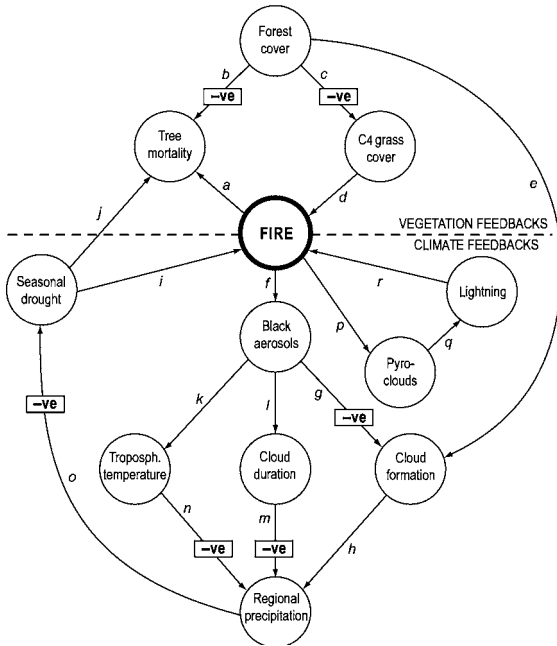 Forest
cover
b
c
-ve
-ve
Tree
mortality
C4 grass
cover
e
a
d
j
FIRE
VEGETATION FEEDBACKS
CLIMATE FEEDBACKS
Seasonal
drought
i
f
r
Lightning
p
Black
aerosols
q
Pyro-
clouds
k
l
g
-ve
-ve
Troposph.
temperature
Cloud
duration
Cloud
formation
o
n
m
h
-ve
-ve
Regional
precipitation